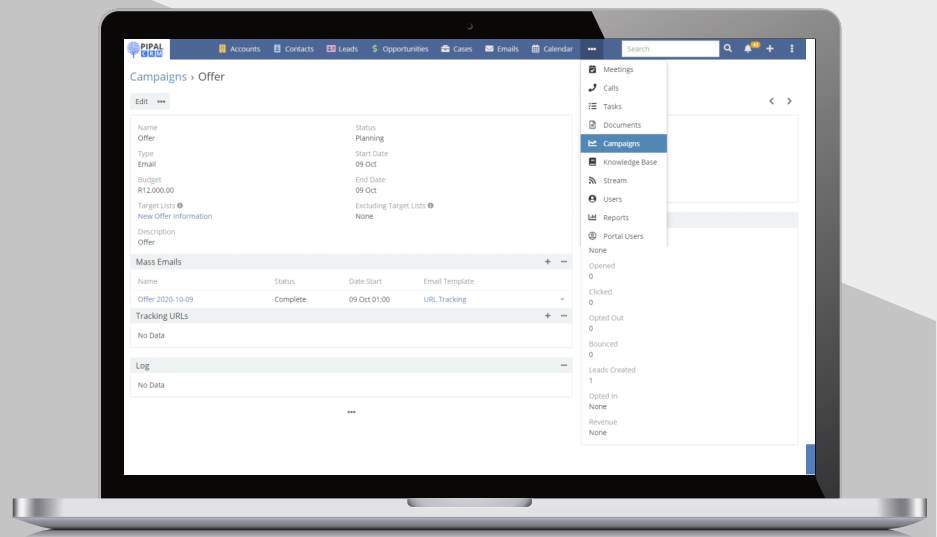 PIPAL
CRM
Accounts
Contacts
Leads
Opportunities
Cases
Emails
Calendar
Search
Campaigns › Offer
Edit
Meetings
Calls
Tasks
Documents
Campaigns
Knowledge Base
Stream
Users
Reports
Portal Users
Name
Offer
Status
Planning
Type
Email
Start Date
09 Oct
Budget
R12,000.00
End Date
09 Oct
Target Lists
New Offer Information
Excluding Target Lists
None
Description
Offer
Mass Emails
Name Status Date Start Email Template
Offer 2020-10-09 Complete 09 Oct 01:00 URL Tracking
Tracking URLs
No Data
Log
No Data
None
Opened
0
Clicked
0
Opted Out
0
Bounced
0
Leads Created
1
Opted In
None
Revenue
None